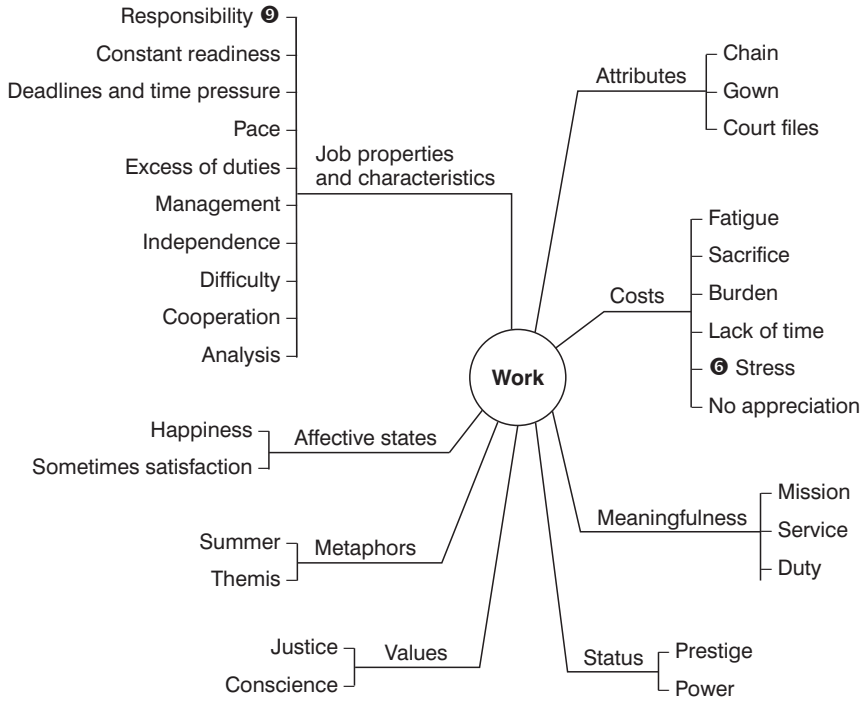 Responsibility ❾
Constant readiness
Deadlines and time pressure
Pace
Excess of duties
Management
Independence
Difficulty
Cooperation
Analysis
Job properties
and characteristics
Attributes
Chain
Gown
Court files
Costs
Fatigue
Sacrifice
Burden
Lack of time
❻ Stress
No appreciation
Work
Happiness
Sometimes satisfaction
Affective states
Meaningfulness
Mission
Service
Duty
Summer
Themis
Metaphors
Justice
Conscience
Values
Status
Prestige
Power